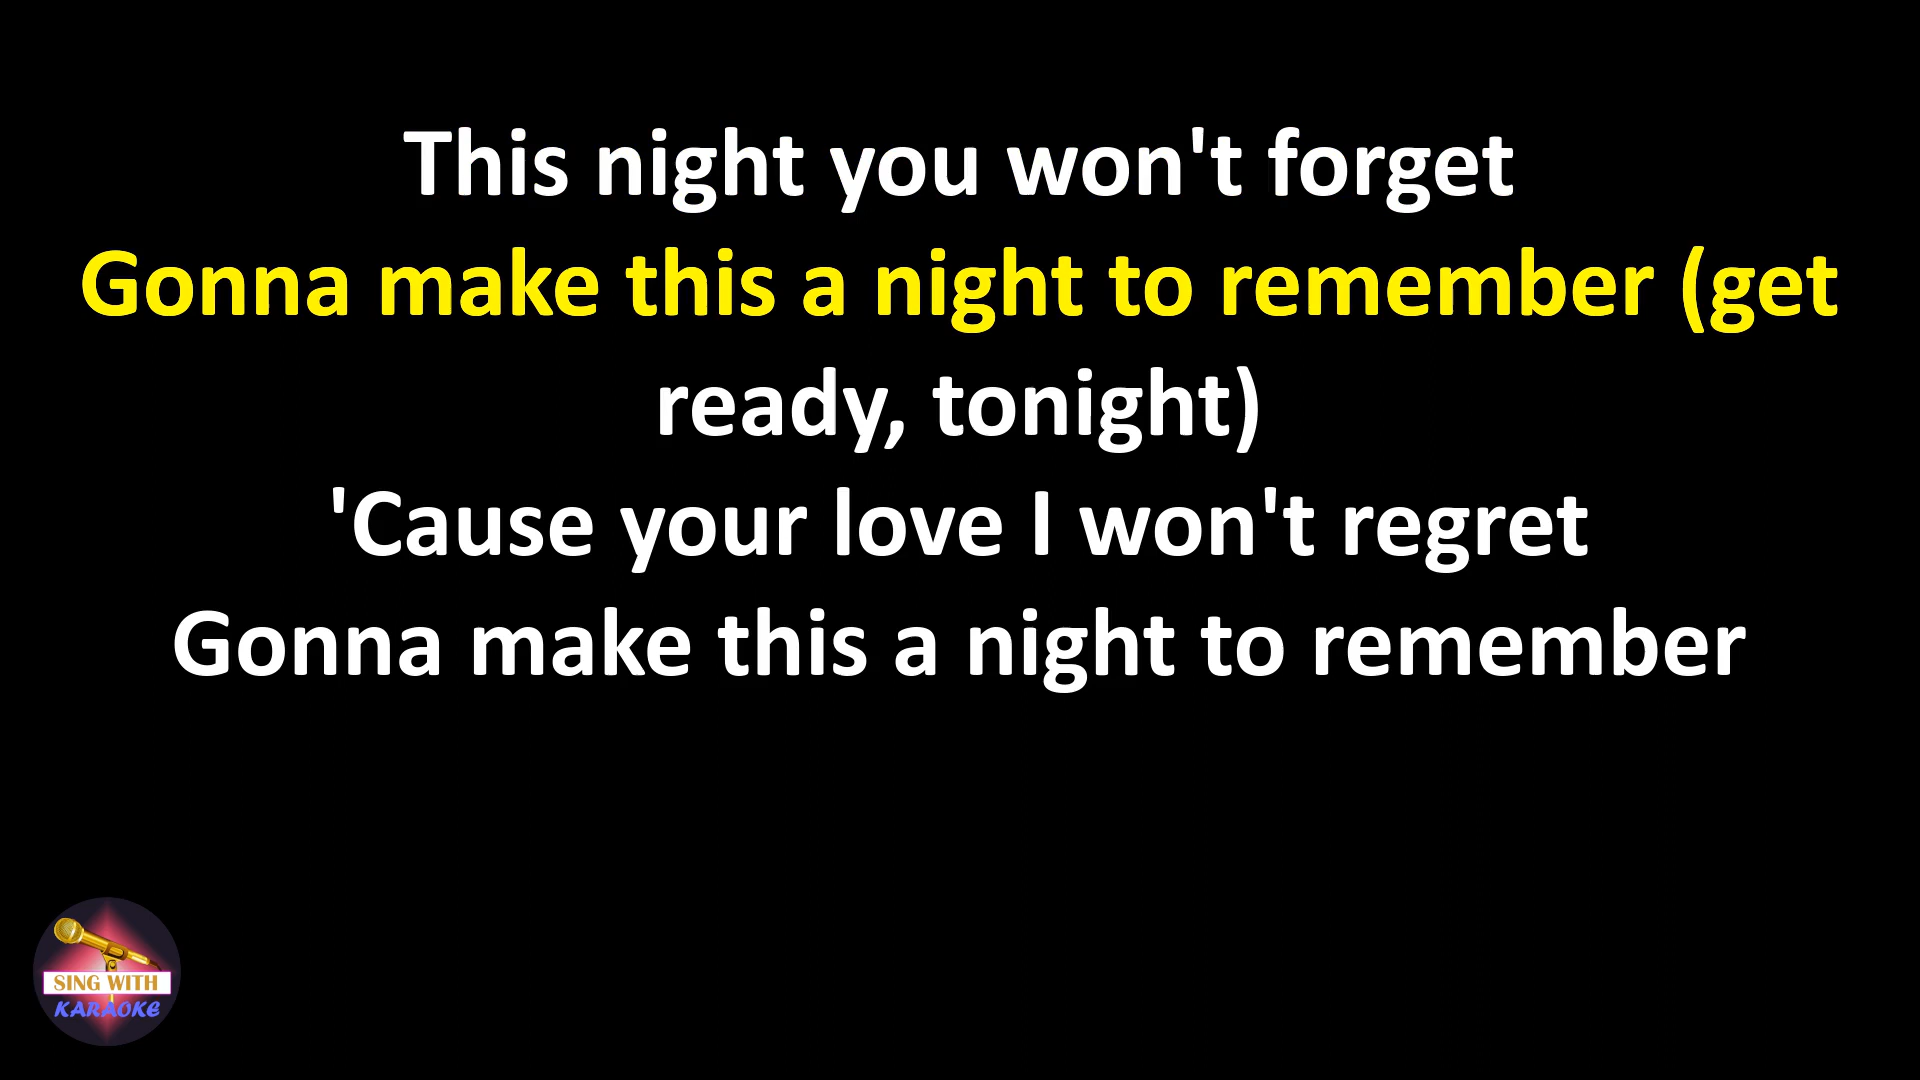 This night you won't forget
Gonna make this a night to remember (get
ready, tonight)
'Cause your love I won't regret
Gonna make this a night to remember
SING WITH
KARAOKE